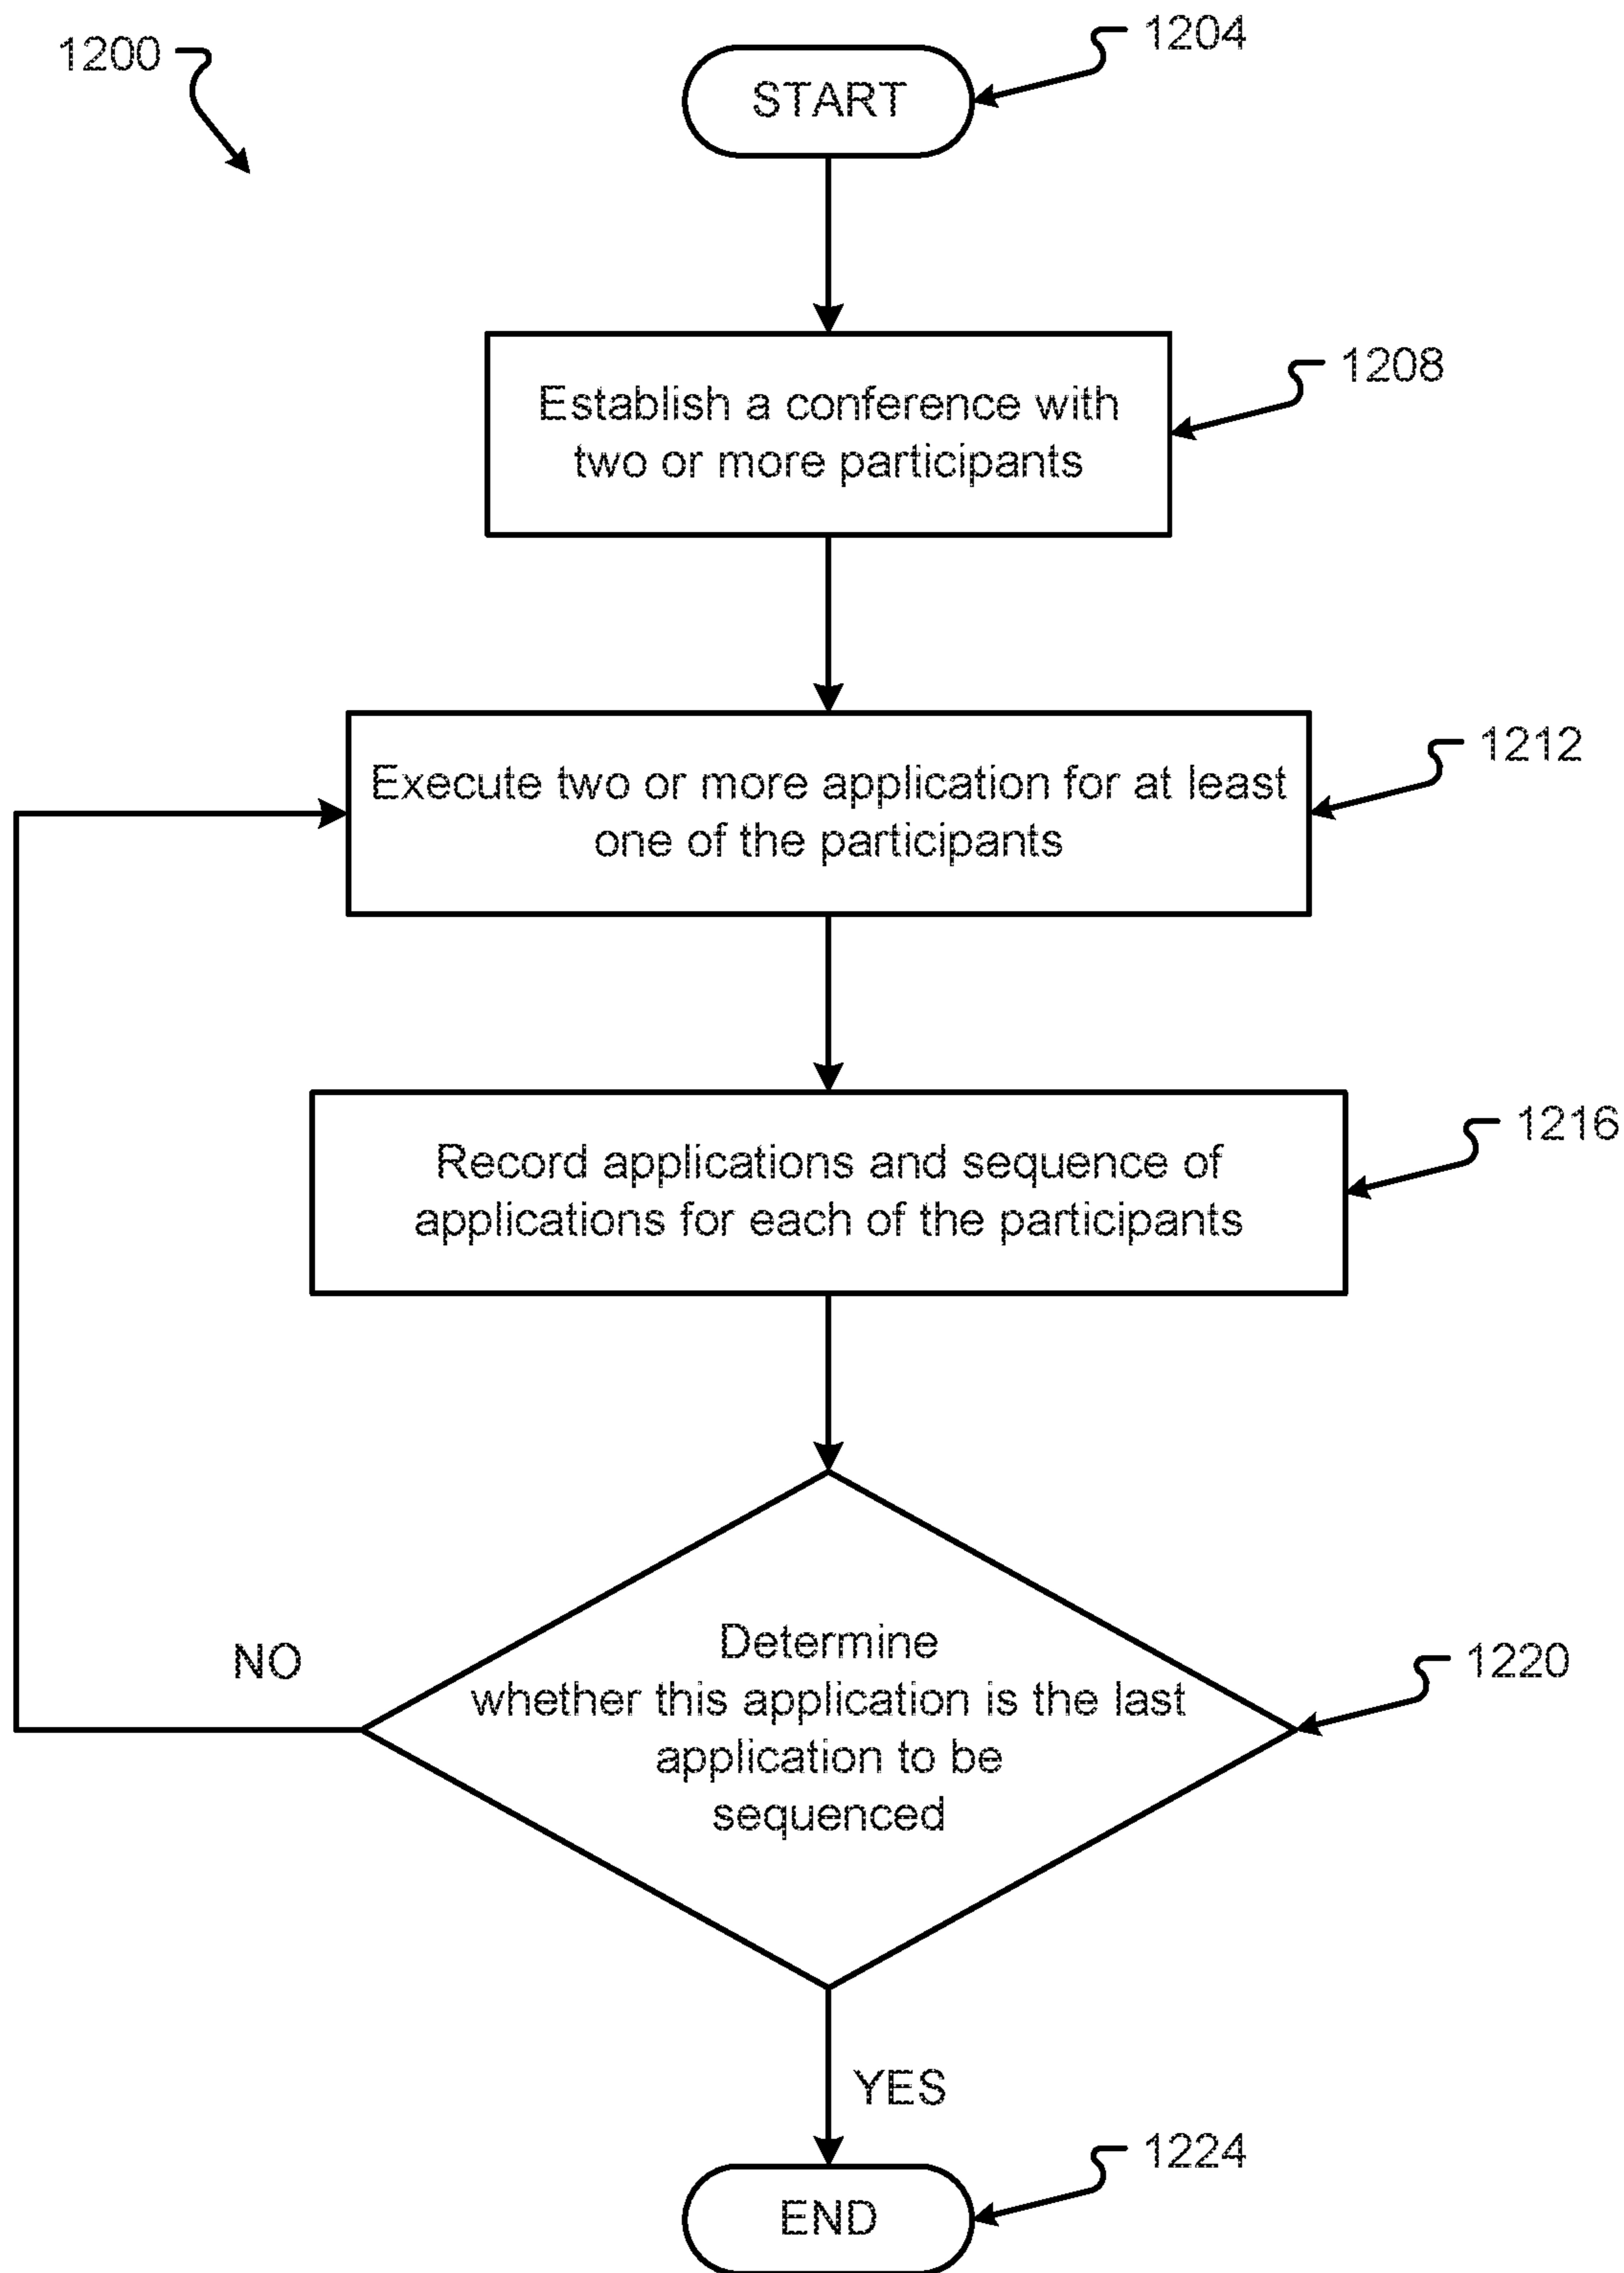 1200
1204
START
1208
Establish a conference with
two or more participants
1212
Execute two or more application for at least
one of the participants
1216
Record applications and sequence of
applications for each of the participants
1220
Determine
whether this application is the last
application to be
sequenced
NO
YES
1224
END